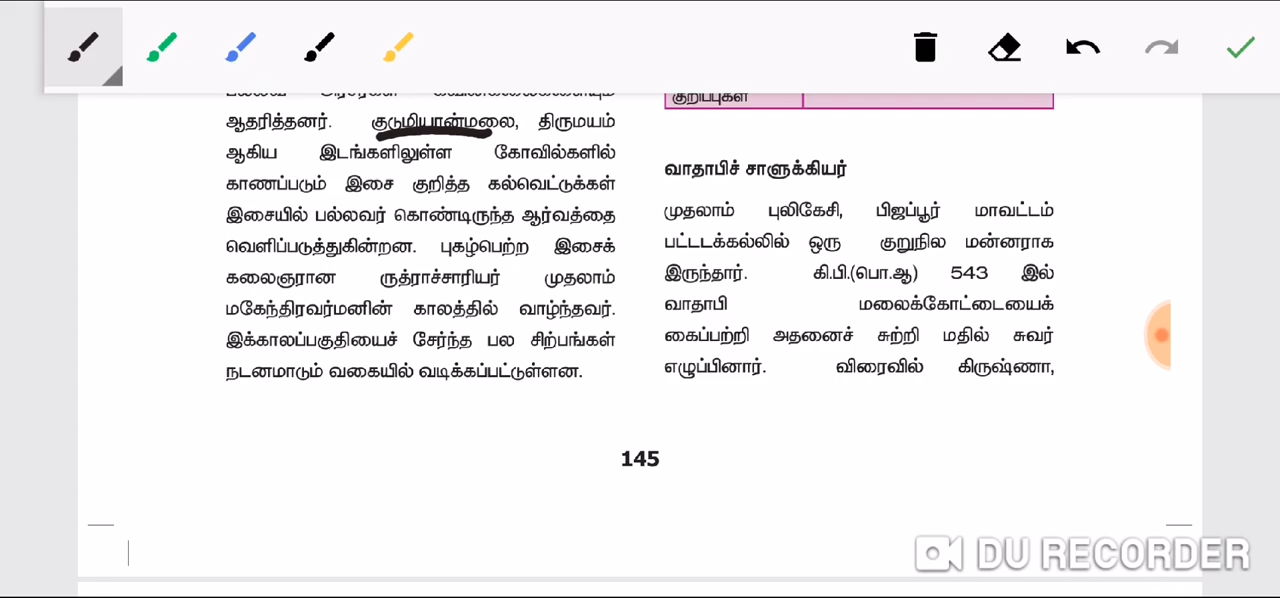 ஆதரித்தனர். குடுமியான்மலை, திருமயம்
ஆகிய இடங்களிலுள்ள கோவில்களில்
காணப்படும் இசை குறித்த கல்வெட்டுக்கள்
இசையில் பல்லவர் கொண்டிருந்த ஆர்வத்தை
வெளிப்படுத்துகின்றன. புகழ்பெற்ற இசைக்
கலைஞரான ருத்ராச்சாரியர் முதலாம்
மகேந்திரவர்மனின் காலத்தில் வாழ்ந்தவர்.
இக்காலப்பகுதியைச் சேர்ந்த பல சிற்பங்கள்
நடனமாடும் வகையில் வடிக்கப்பட்டுள்ளன.
குறிப்புகள்
வாதாபிச் சாளுக்கியர்
முதலாம் புலிகேசி, பிஜப்பூர் மாவட்டம்
பட்டடக்கல்லில் ஒரு குறுநில மன்னராக
இருந்தார். கி.பி.(பொ.ஆ) 543 இல்
வாதாபி மலைக்கோட்டையைக்
கைப்பற்றி அதனைச் சுற்றி மதில் சுவர்
எழுப்பினார். விரைவில் கிருஷ்ணா,
145
DU RECORDER